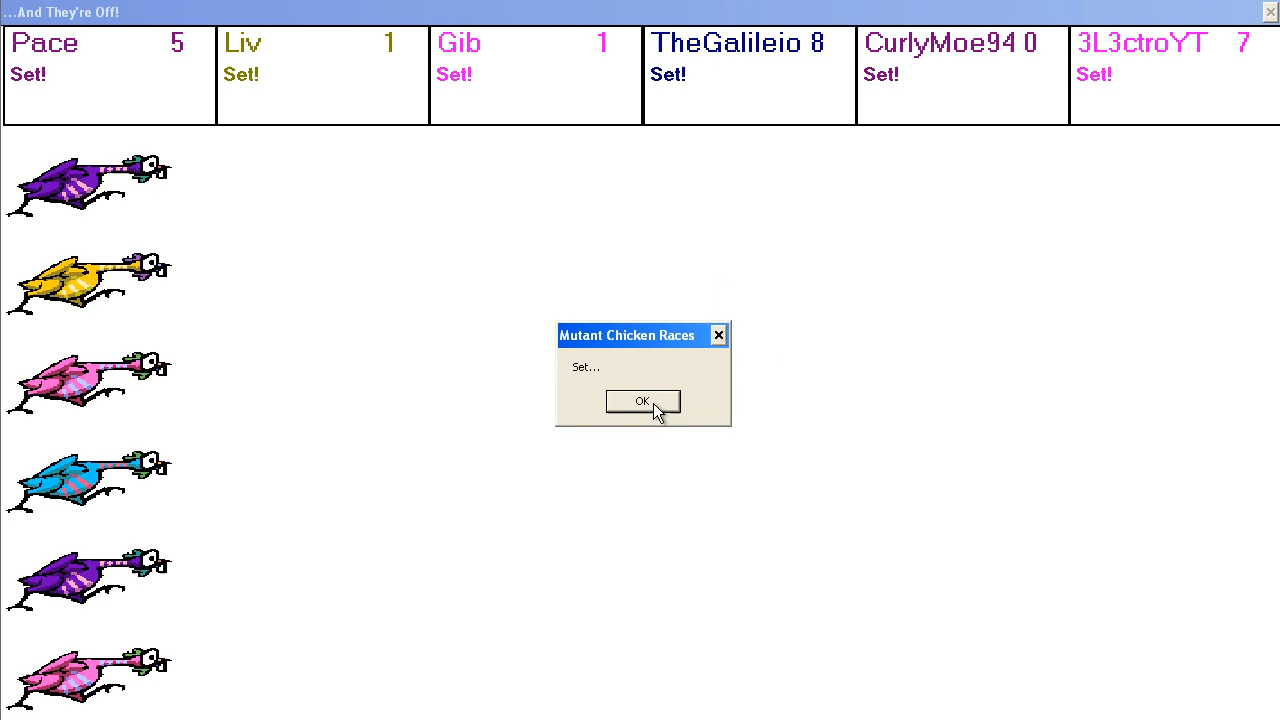 ...And They're Off!
Pace 5 Liv 1 Gib 1 TheGalileio 8 CurlyMoe94 0 3L3ctroYT 7
Set! Set! Set! Set! Set! Set!
Mutant Chicken Races
Set...
OK